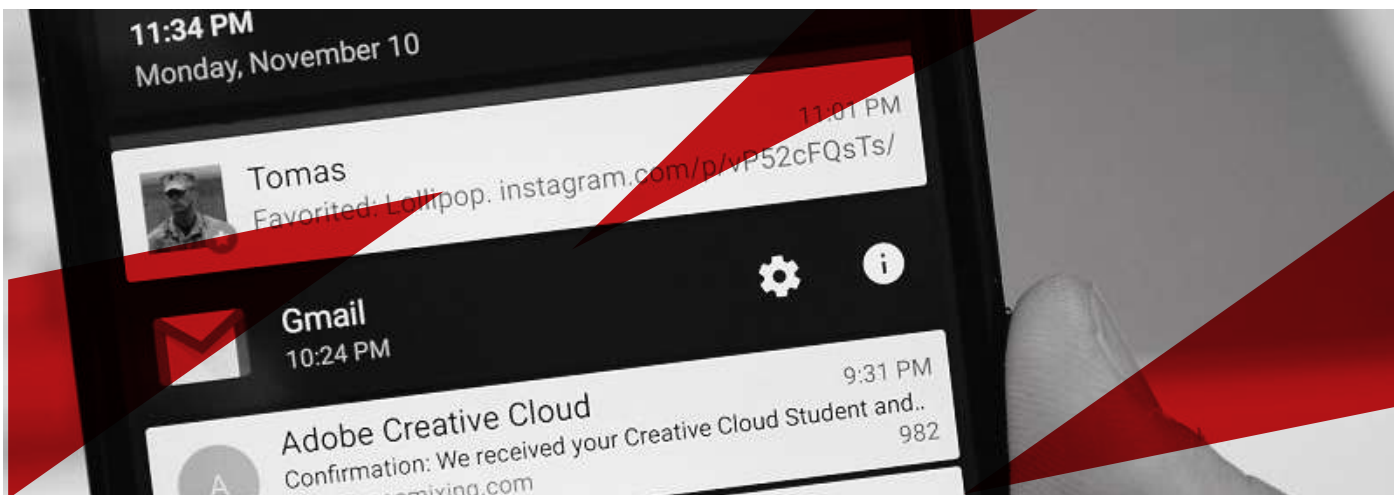 11:34 PM
Monday, November 10
Tomas
11:01 PM
Favorited: Lollipop. instagram.com/p/vP52cFQsTs/
Gmail
10:24 PM
Adobe Creative Cloud
9:31 PM
Confirmation: We received your Creative Cloud Student and..
982
A